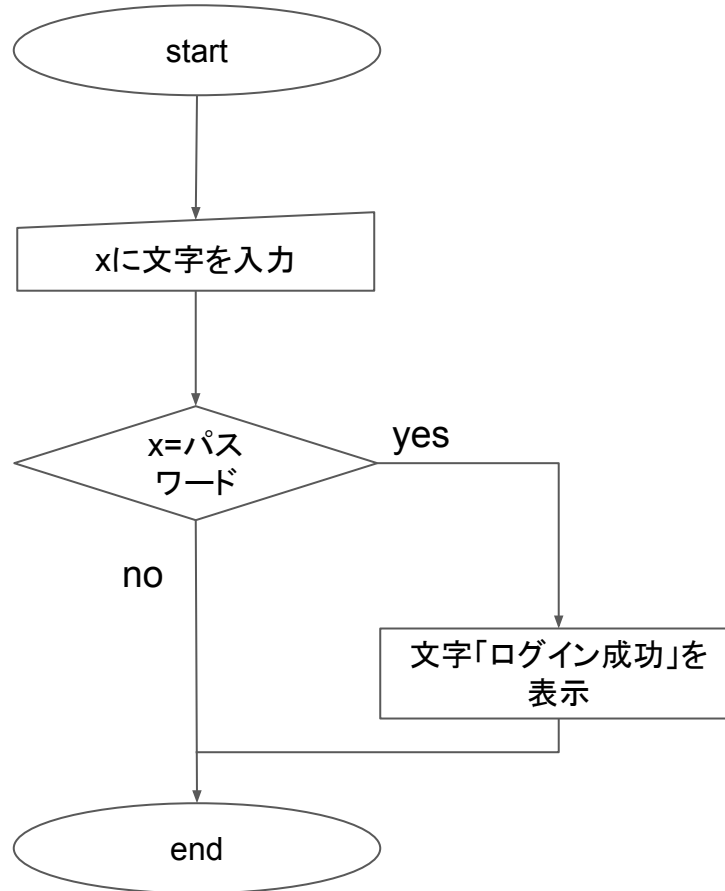 start
xに文字を入力
x=パス
ワード
yes
no
文字「ログイン成功」を
表示
end